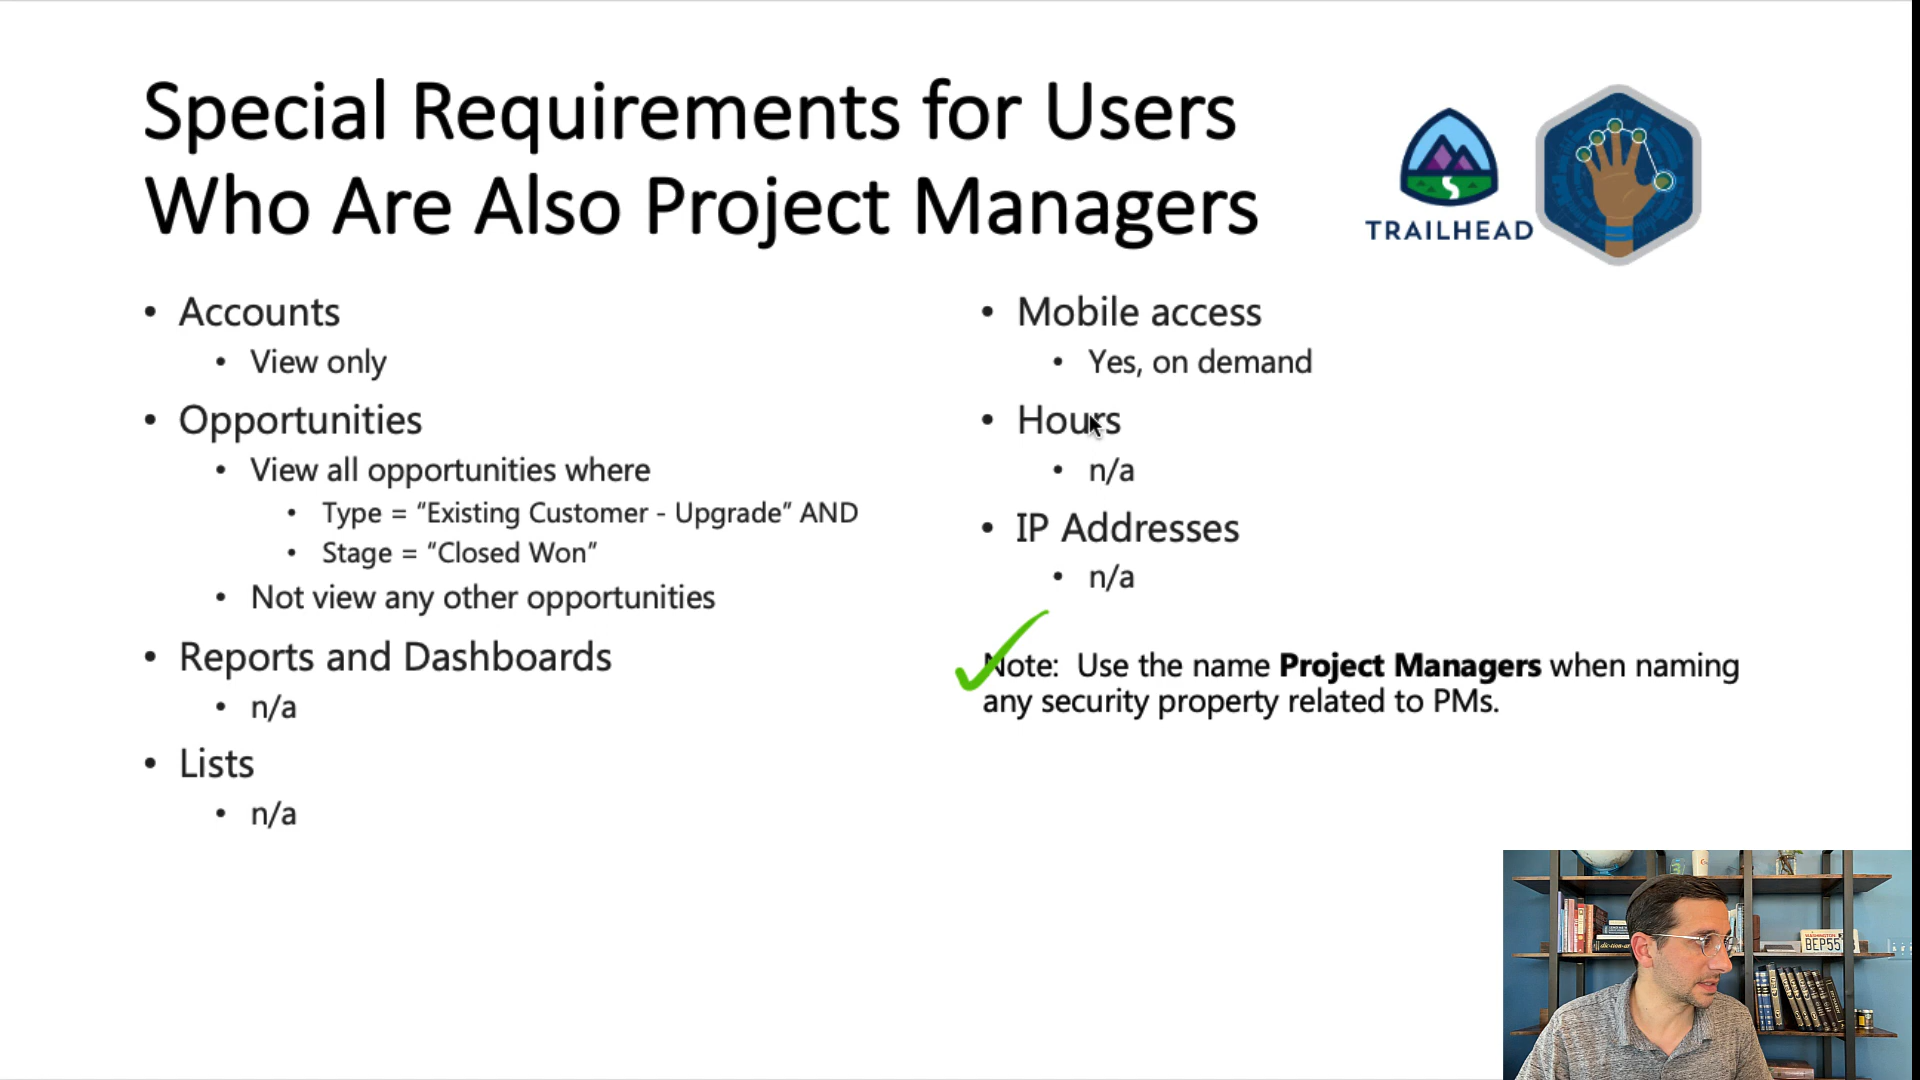 Special Requirements for Users
Who Are Also Project Managers
TRAILHEAD
• Accounts
• View only
• Opportunities
• View all opportunities where
• Type = “Existing Customer - Upgrade” AND
• Stage = “Closed Won”
• Not view any other opportunities
• Reports and Dashboards
• n/a
• Lists
• n/a
• Mobile access
• Yes, on demand
• Hours
• n/a
• IP Addresses
• n/a
Note: Use the name Project Managers when naming
any security property related to PMs.
WASHINGTON